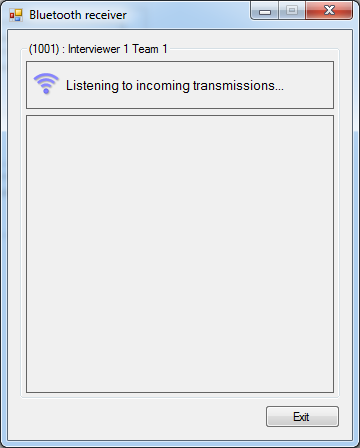 Bluetooth receiver
(1001) : Interviewer 1 Team 1
Listening to incoming transmissions...
Exit